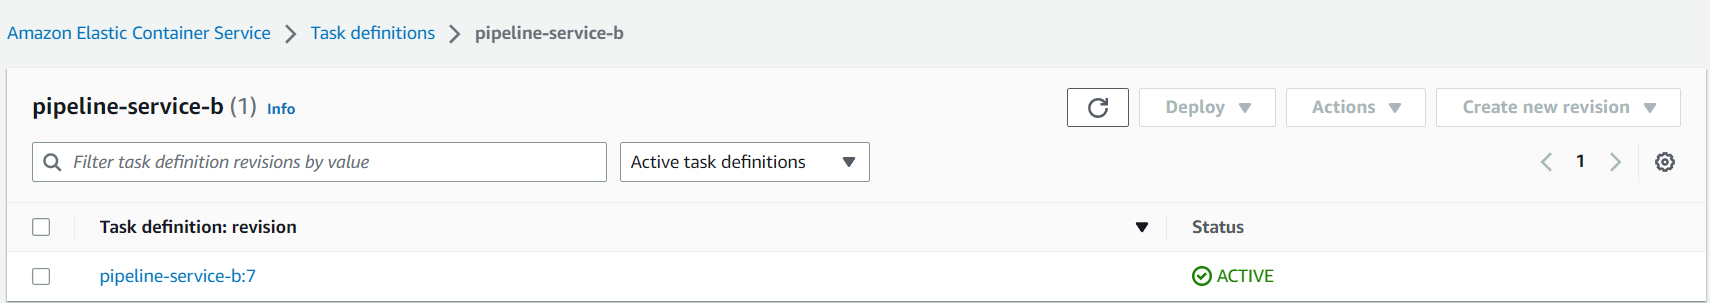 Amazon Elastic Container Service > Task definitions > pipeline-service-b
pipeline-service-b (1) Info
Deploy Actions Create new revision
Filter task definition revisions by value Active task definitions 1
Task definition: revision Status
pipeline-service-b:7 ACTIVE